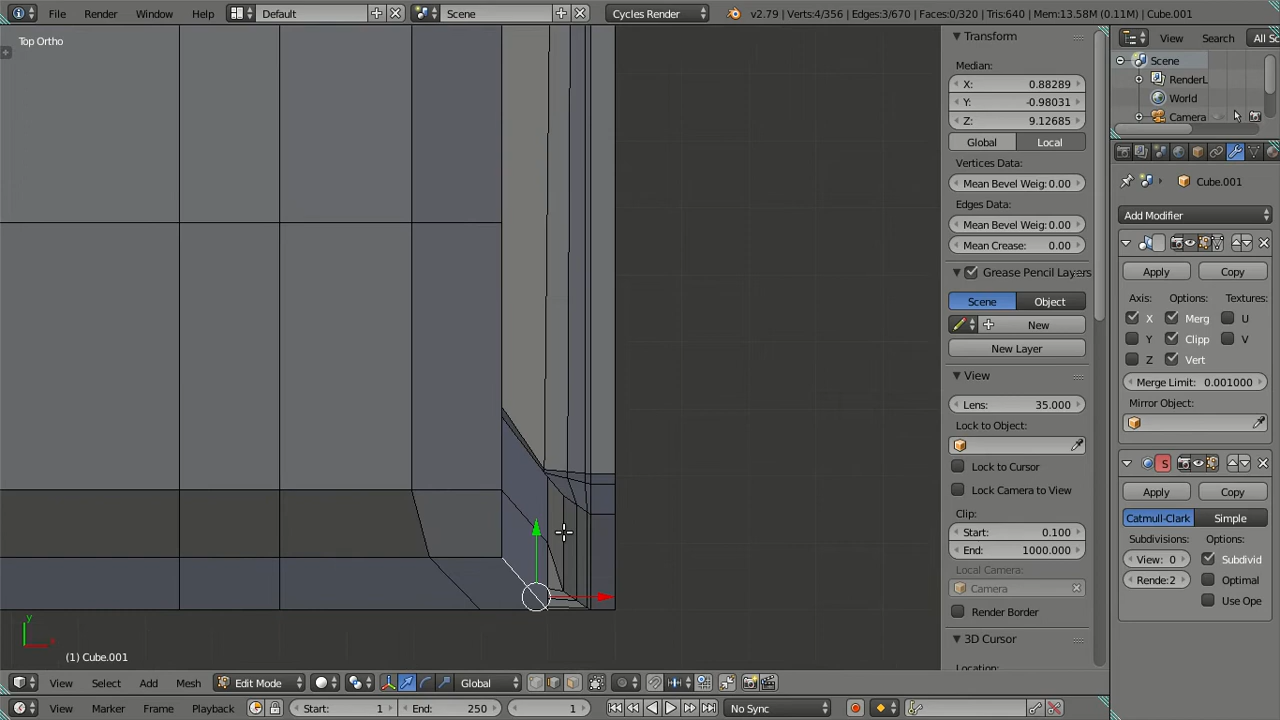 File Render Window Help Default Scene Cycles Render v2.79 | Verts:4/356 | Edges:3/670 | Faces:0/320 | Tris:640 | Mem:13.58M (0.11M) | Cube.001
Top Ortho
Transform
Median:
X: 0.88289
Y: -0.98031
Z: 9.12685
Global Local
Vertices Data:
Mean Bevel Weig: 0.00
Edges Data:
Mean Bevel Weig: 0.00
Mean Crease: 0.00
Grease Pencil Layers
Scene Object
New
New Layer
View
Lens: 35.000
Lock to Object:
Lock to Cursor
Lock Camera to View
Clip:
Start: 0.100
End: 1000.000
Local Camera:
Camera
Render Border
3D Cursor
Location:
View Search All Sc
Scene
RenderL
World
Camera
Cube.001
Add Modifier
Apply Copy
Axis: Options: Textures:
X Merg U
Y Clipp V
Z Vert
Merge Limit: 0.001000
Mirror Object:
S
Apply Copy
Catmull-Clark Simple
Subdivisions: Options:
View: 0 Subdivid
Rende: 2 Optimal
Use Ope
y
x
(1) Cube.001
View Select Add Mesh Edit Mode Global
View Marker Frame Playback Start: 1 End: 250 1 No Sync